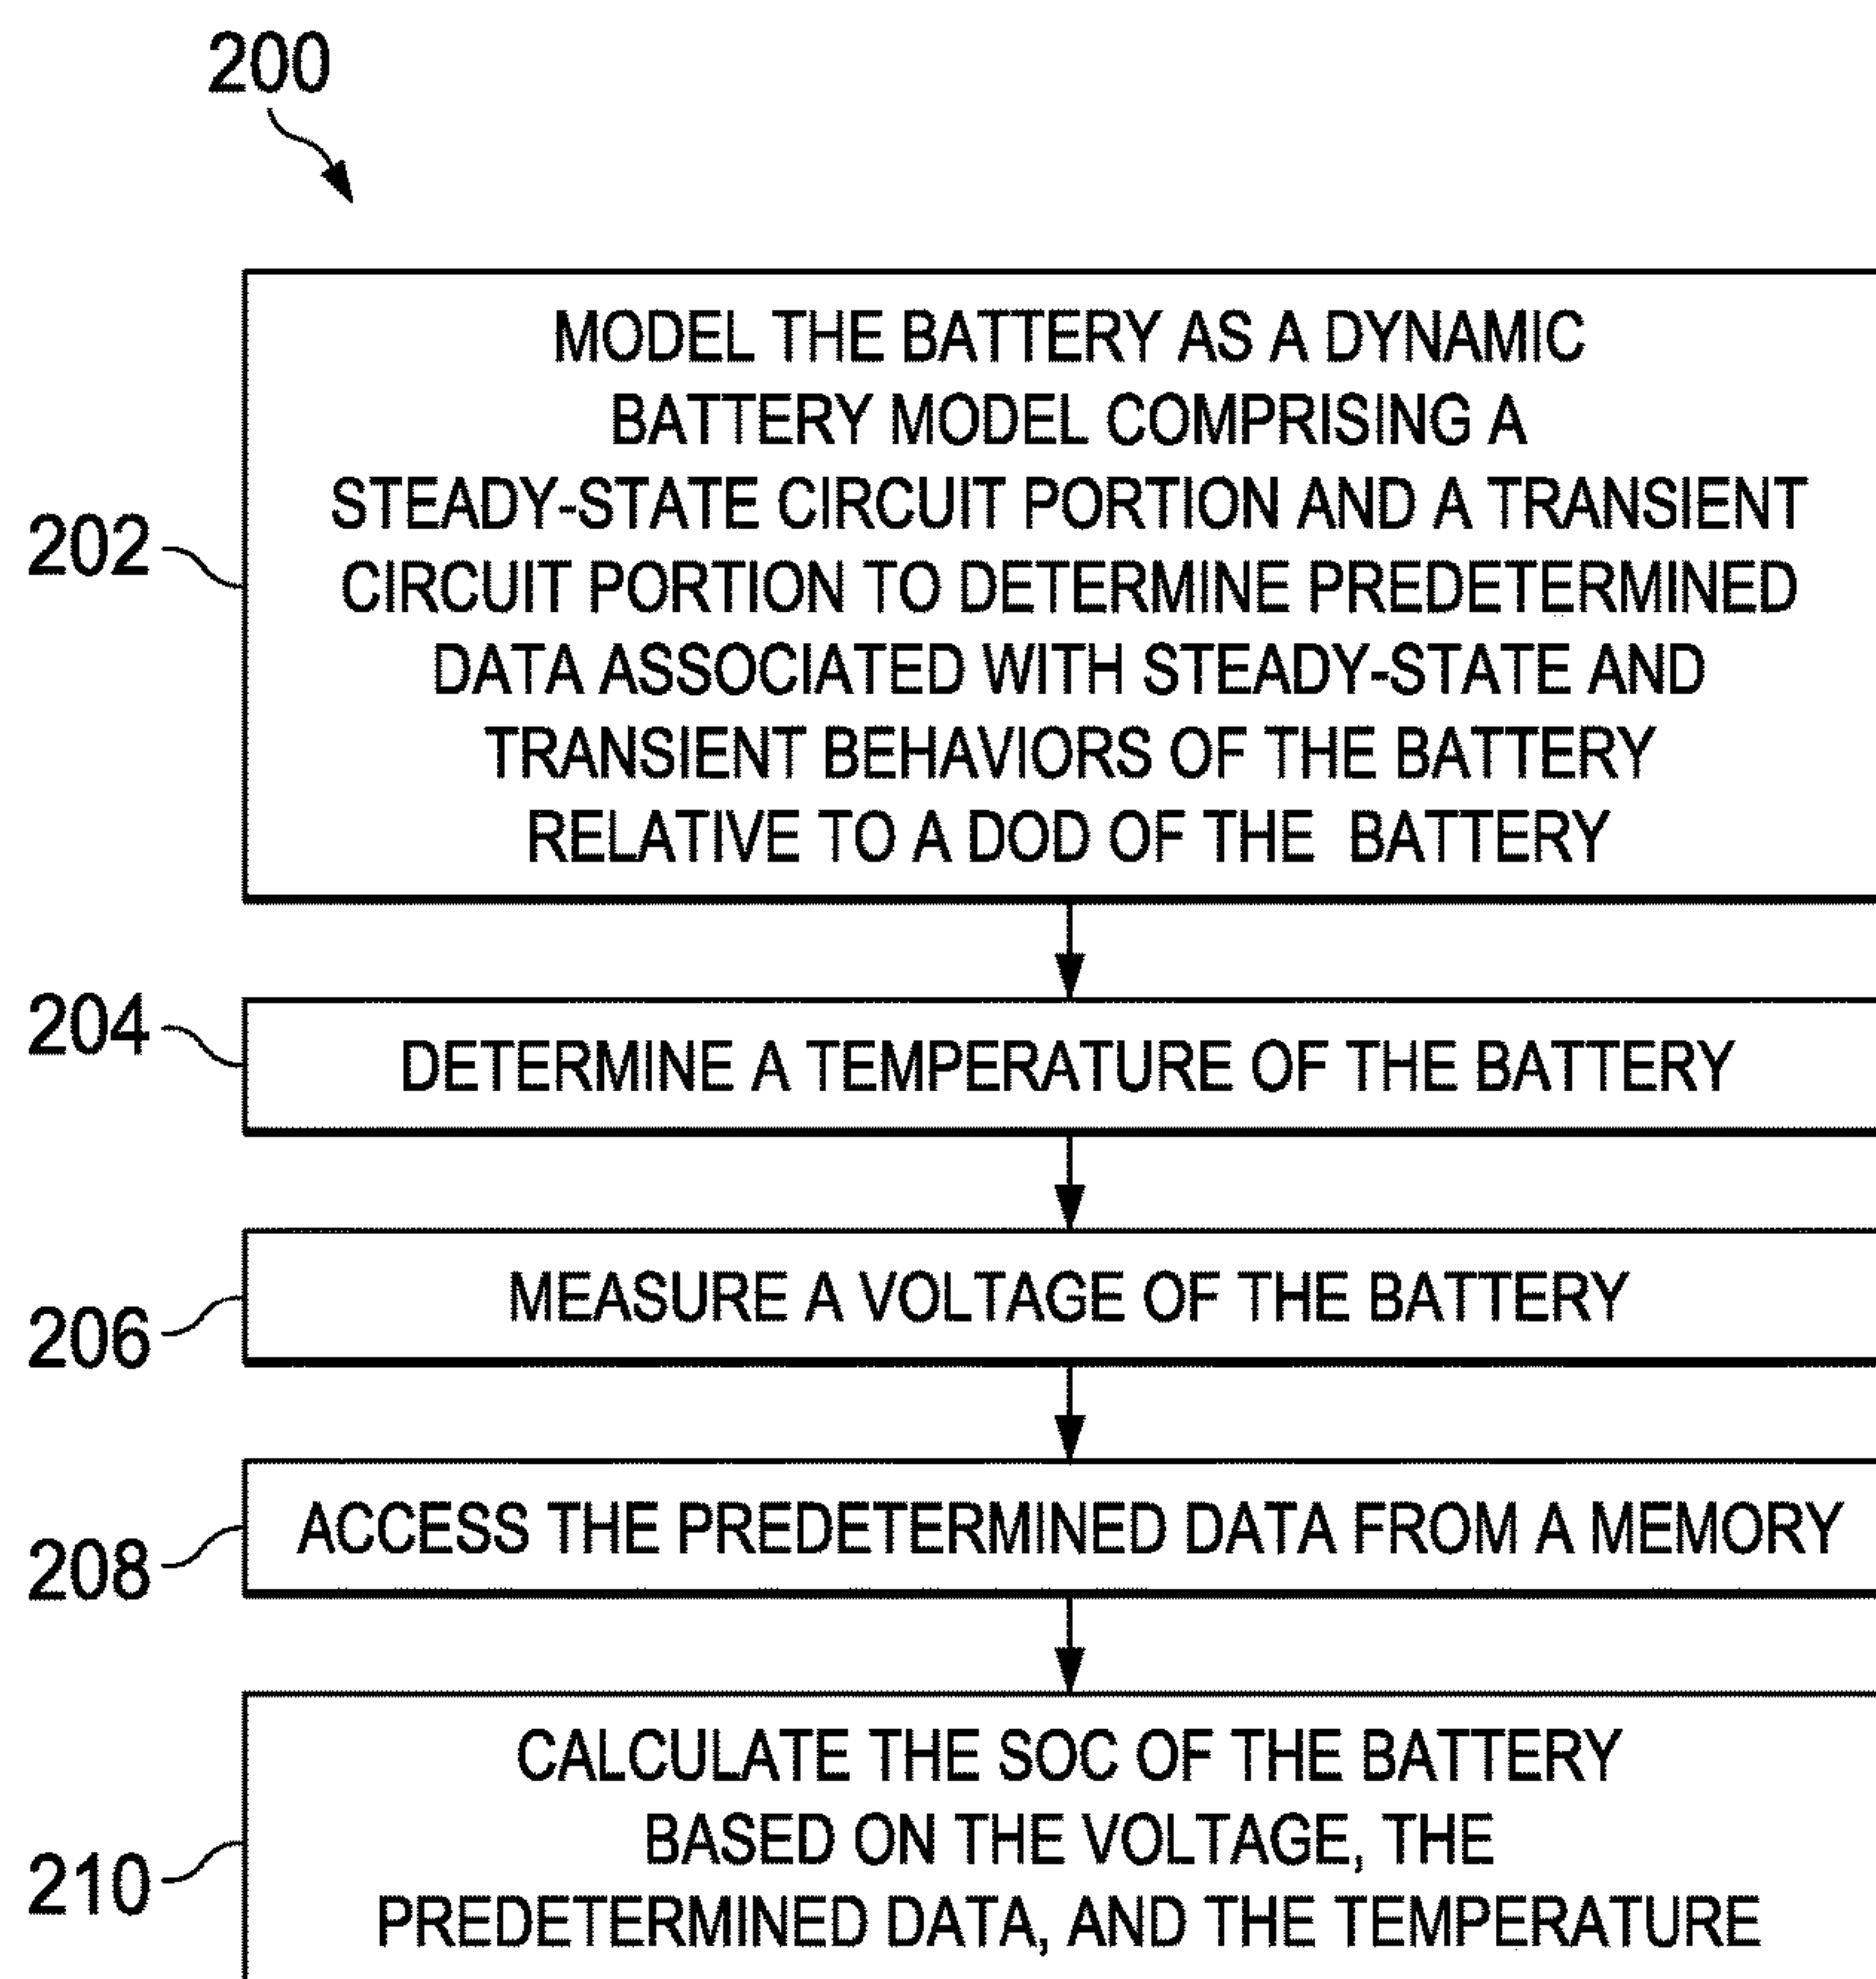 200
202
MODEL THE BATTERY AS A DYNAMIC
BATTERY MODEL COMPRISING A
STEADY-STATE CIRCUIT PORTION AND A TRANSIENT
CIRCUIT PORTION TO DETERMINE PREDETERMINED
DATA ASSOCIATED WITH STEADY-STATE AND
TRANSIENT BEHAVIORS OF THE BATTERY
RELATIVE TO A DOD OF THE BATTERY
204
DETERMINE A TEMPERATURE OF THE BATTERY
206
MEASURE A VOLTAGE OF THE BATTERY
208
ACCESS THE PREDETERMINED DATA FROM A MEMORY
210
CALCULATE THE SOC OF THE BATTERY
BASED ON THE VOLTAGE, THE
PREDETERMINED DATA, AND THE TEMPERATURE